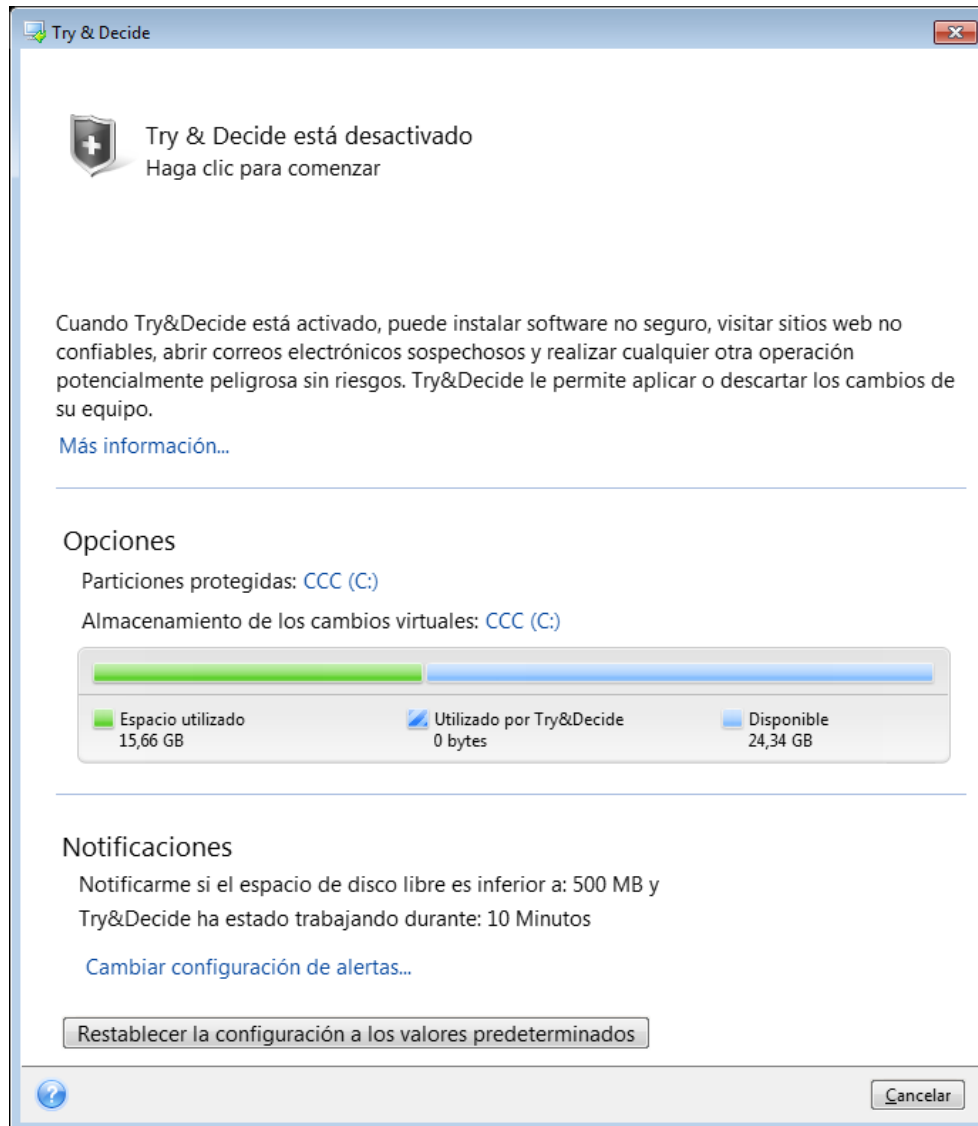 Try & Decide
Try & Decide está desactivado
Haga clic para comenzar
Cuando Try&Decide está activado, puede instalar software no seguro, visitar sitios web no
confiables, abrir correos electrónicos sospechosos y realizar cualquier otra operación
potencialmente peligrosa sin riesgos. Try&Decide le permite aplicar o descartar los cambios de
su equipo.
Más información...
Opciones
Particiones protegidas: CCC (C:)
Almacenamiento de los cambios virtuales: CCC (C:)
Espacio utilizado
15,66 GB
Utilizado por Try&Decide
0 bytes
Disponible
24,34 GB
Notificaciones
Notificarme si el espacio de disco libre es inferior a: 500 MB y
Try&Decide ha estado trabajando durante: 10 Minutos
Cambiar configuración de alertas...
Restablecer la configuración a los valores predeterminados
?
Cancelar